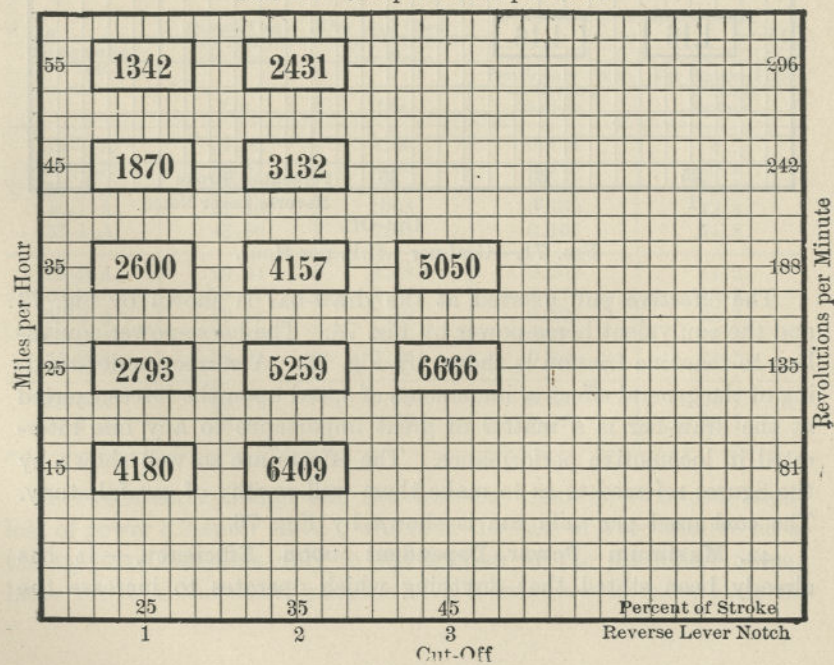 55 1342 2431 296
45 1870 3132 242
35 2600 4157 5050 188
25 2793 5259 6666 135
15 4180 6409 81
Miles per Hour
Revolutions per Minute
25 35 45 Percent of Stroke
1 2 3 Reverse Lever Notch
Cut-Off